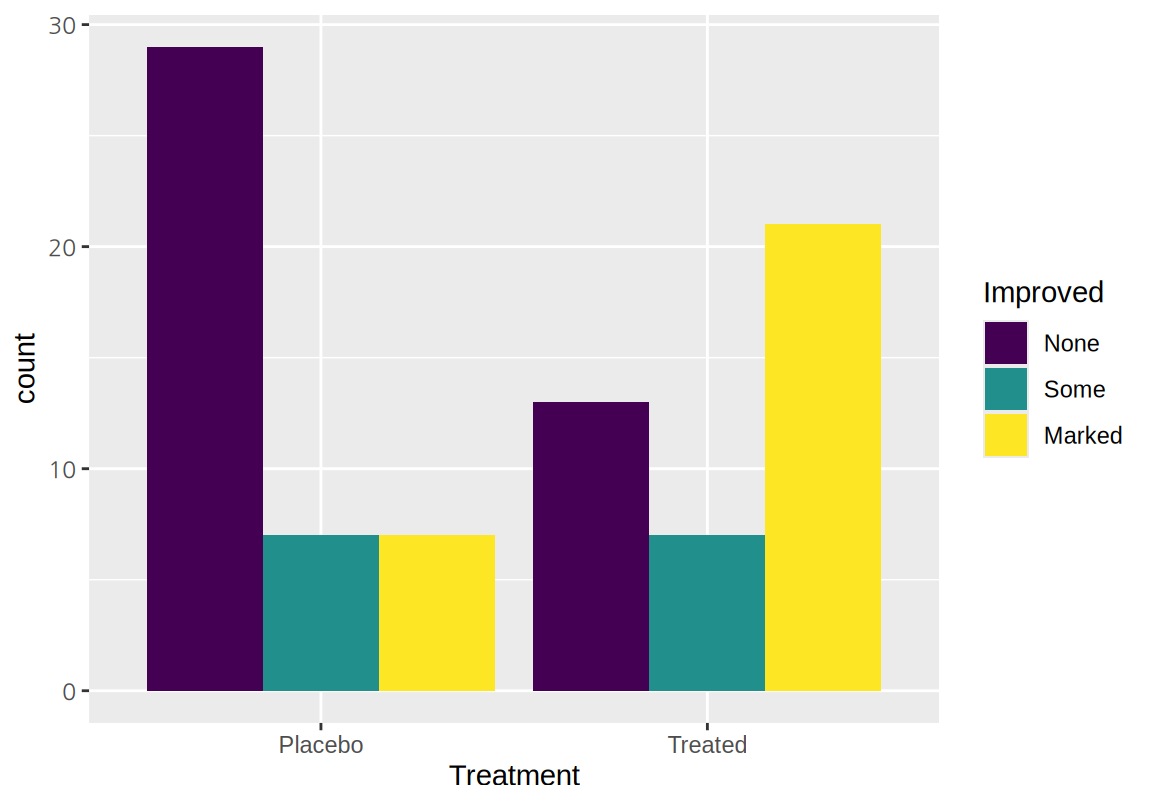 30
20
10
0
count
Placebo
Treated
Treatment
Improved
None
Some
Marked